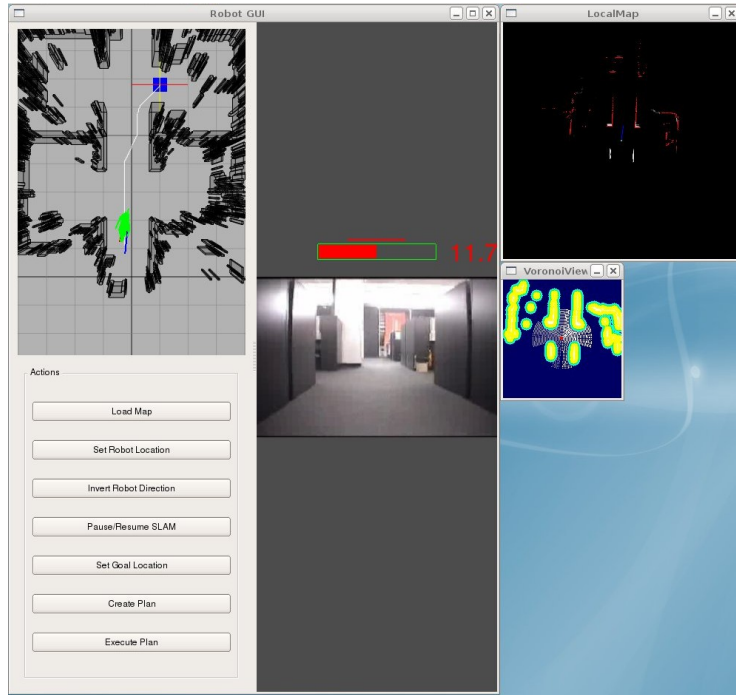 Robot GUI
LocalMap
11.7
VoronoiView
Actions
Load Map
Set Robot Location
Invert Robot Direction
Pause/Resume SLAM
Set Goal Location
Create Plan
Execute Plan